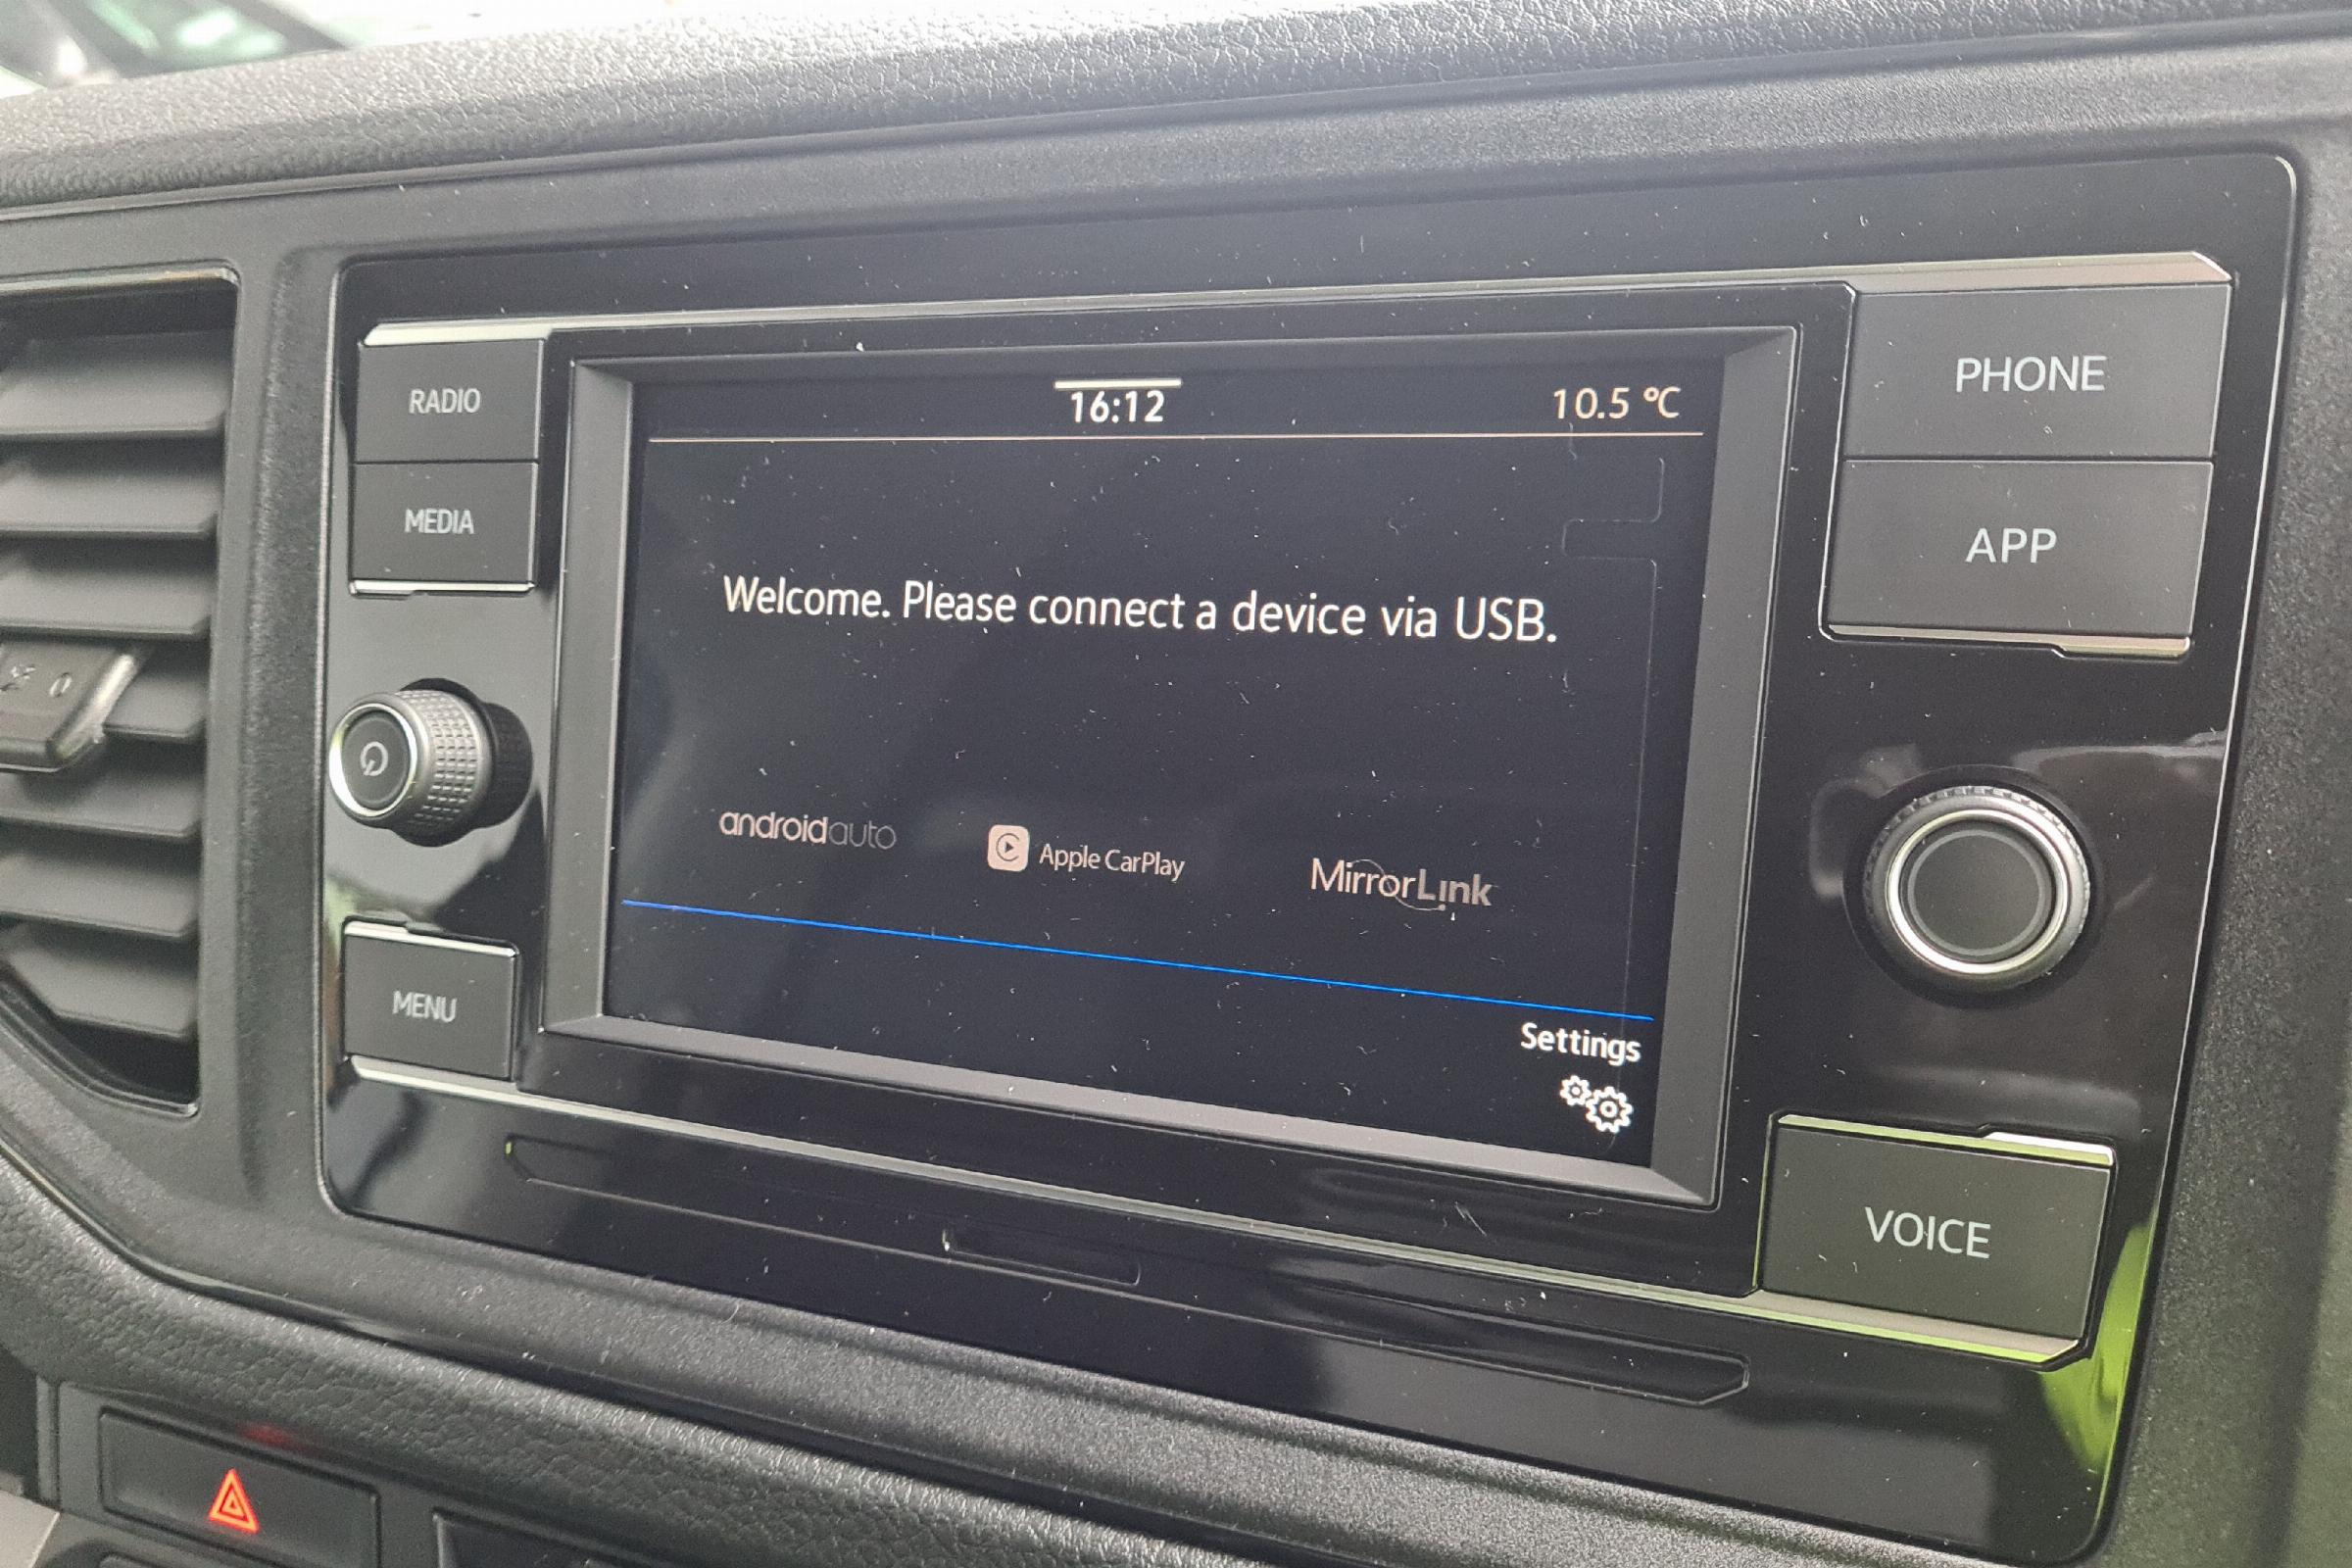 RADIO
MEDIA
MENU
16:12
10.5 °C
Welcome. Please connect a device via USB.
androidauto
Apple CarPlay
MirrorLink
Settings
PHONE
APP
VOICE
0